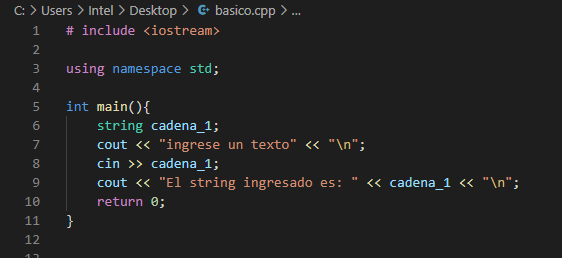 C: > Users > Intel > Desktop > basico.cpp > ...
1 # include <iostream>
2
3 using namespace std;
4
5 int main(){
6 string cadena_1;
7 cout << "ingrese un texto" << "\n";
8 cin >> cadena_1;
9 cout << "El string ingresado es: " << cadena_1 << "\n";
10 return 0;
11 }
12